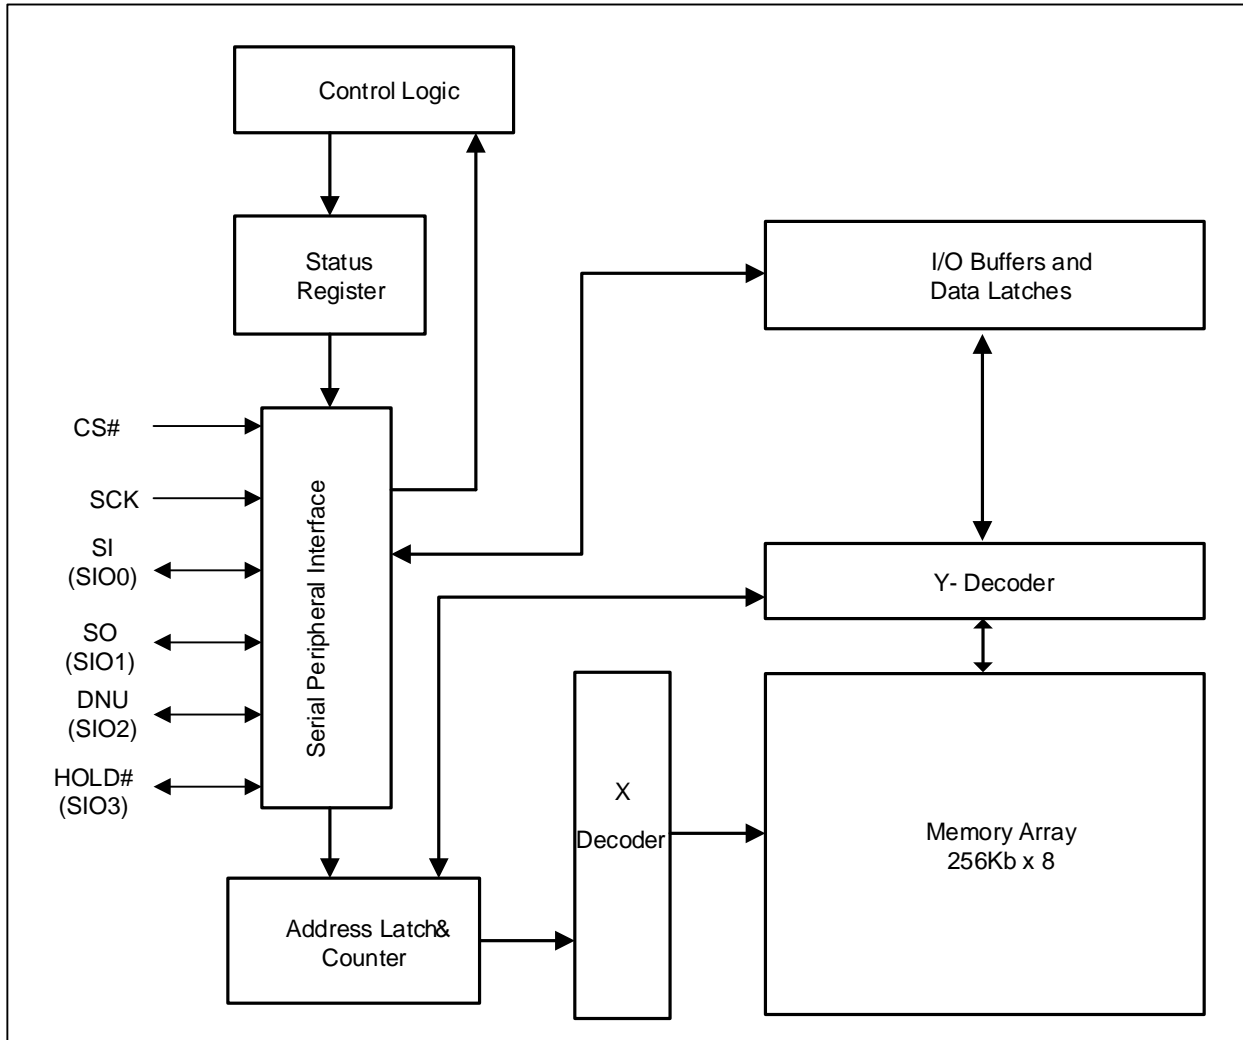 Control Logic
Status
Register
I/O Buffers and
Data Latches
CS#
SCK
SI
(SIO0)
SO
(SIO1)
DNU
(SIO2)
HOLD#
(SIO3)
Serial Peripheral Interface
Y- Decoder
X
Decoder
Memory Array
256Kb x 8
Address Latch&
Counter